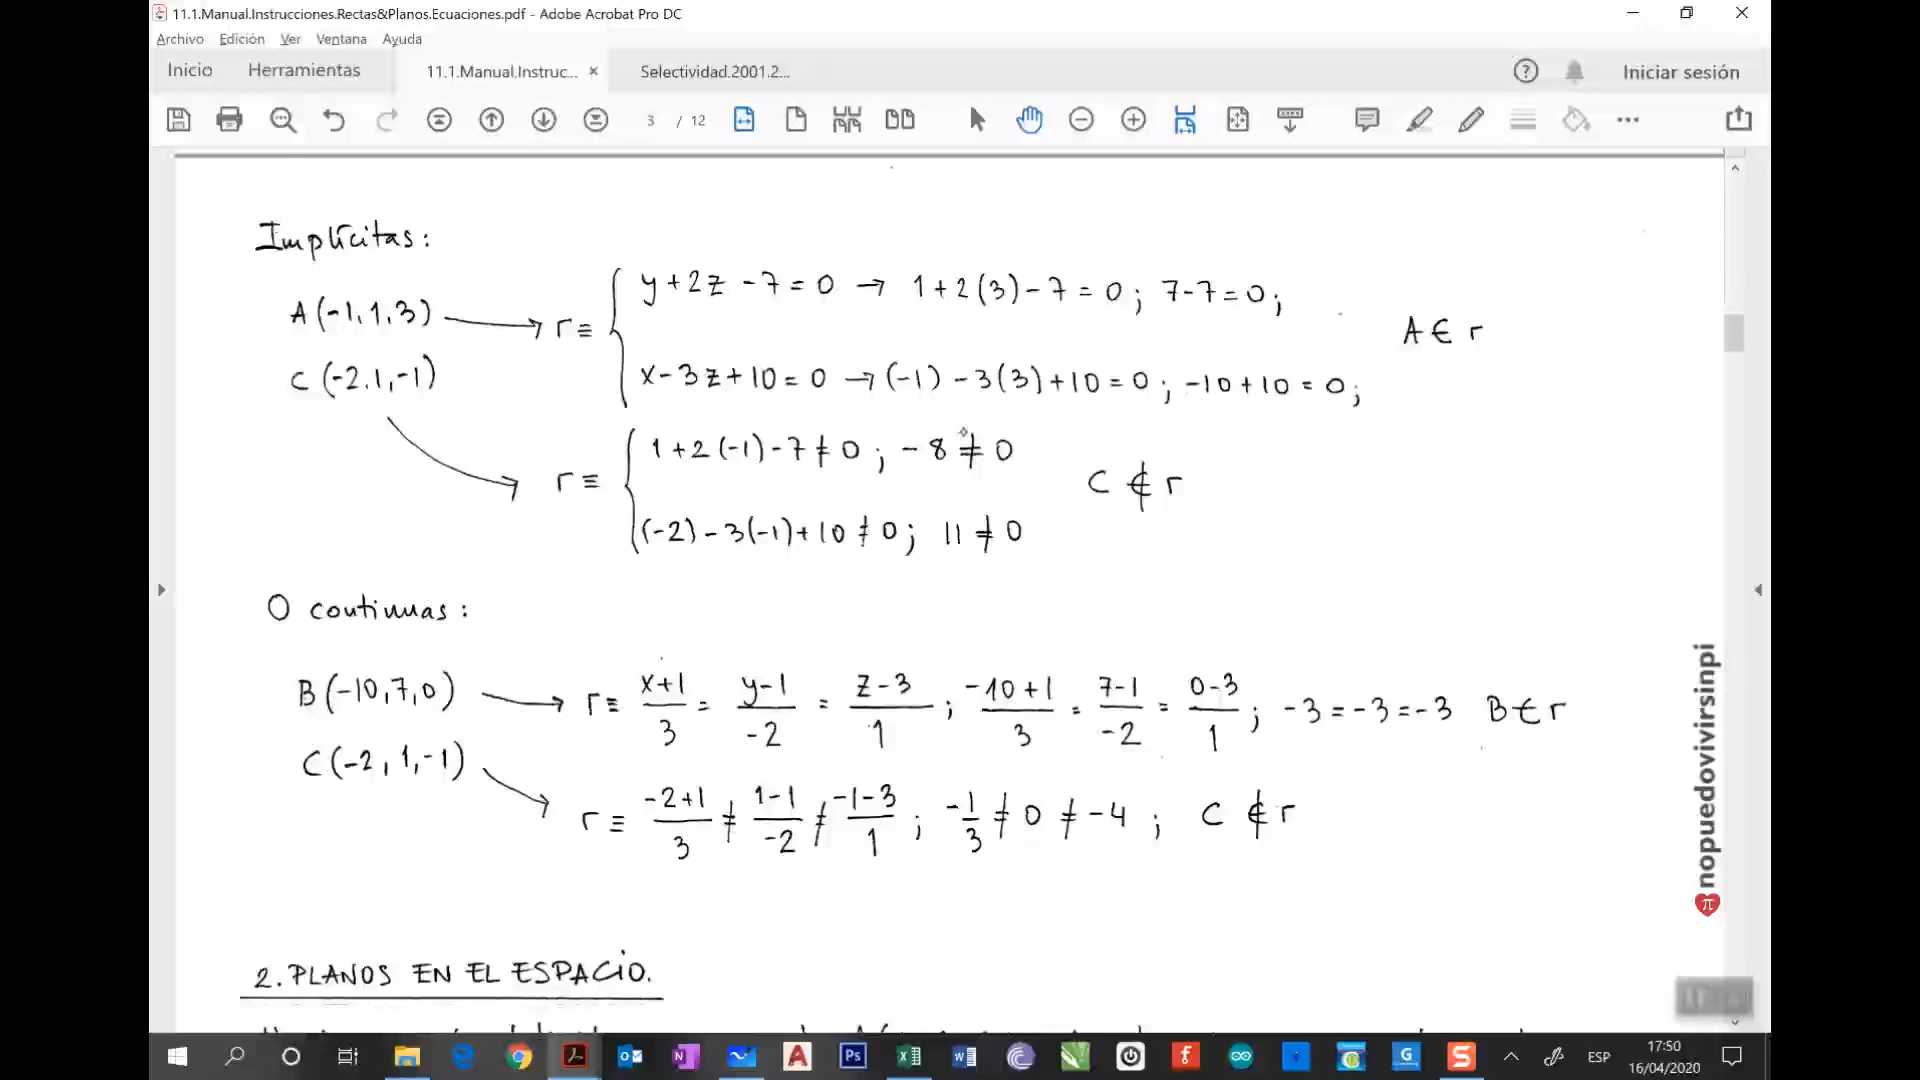 11.1.Manual.Instrucciones.Rectas&Planos.Ecuaciones.pdf - Adobe Acrobat Pro DC
Archivo Edición Ver Ventana Ayuda
Inicio Herramientas 11.1.Manual.Instruc... × Selectividad.2001.2... Iniciar sesión
3 / 12
Implícitas:
A(-1,1,3) → r ≡ { y+2z-7=0 → 1+2(3)-7=0; 7-7=0;
x-3z+10=0 → (-1)-3(3)+10=0; -10+10=0;
A ∈ r
C(-2.1,-1)
r ≡ { 1+2(-1)-7≠0; -8≠0
(-2)-3(-1)+10≠0; 11≠0
C ∉ r
O continuas:
B(-10,7,0) → r ≡ (x+1)/3 = (y-1)/-2 = (z-3)/1; (-10+1)/3 = (7-1)/-2 = (0-3)/1; -3=-3=-3 B ∈ r
C(-2,1,-1) → r ≡ (-2+1)/3 ≠ (1-1)/-2 ≠ (-1-3)/1; -1/3 ≠ 0 ≠ -4; C ∉ r
2. PLANOS EN EL ESPACIO.
nopuedovivirsinpi
π
ESP
17:50
16/04/2020